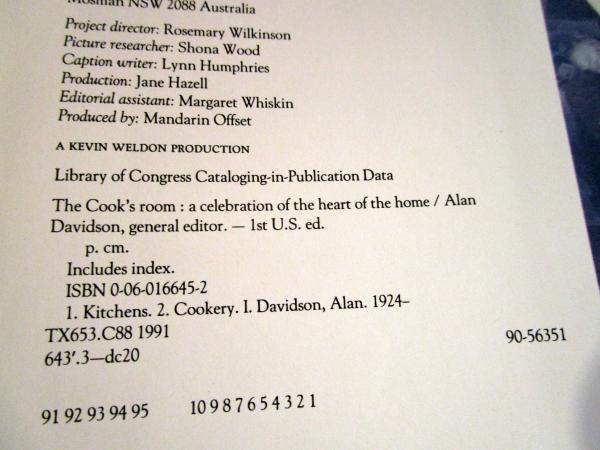 Mosman NSW 2088 Australia
Project director: Rosemary Wilkinson
Picture researcher: Shona Wood
Caption writer: Lynn Humphries
Production: Jane Hazell
Editorial assistant: Margaret Whiskin
Produced by: Mandarin Offset
A KEVIN WELDON PRODUCTION
Library of Congress Cataloging-in-Publication Data
The Cook's room : a celebration of the heart of the home / Alan
Davidson, general editor. — 1st U.S. ed.
p. cm.
Includes index.
ISBN 0-06-016645-2
1. Kitchens. 2. Cookery. I. Davidson, Alan. 1924–
TX653.C88 1991
90-56351
643′.3—dc20
91 92 93 94 95 10 9 8 7 6 5 4 3 2 1